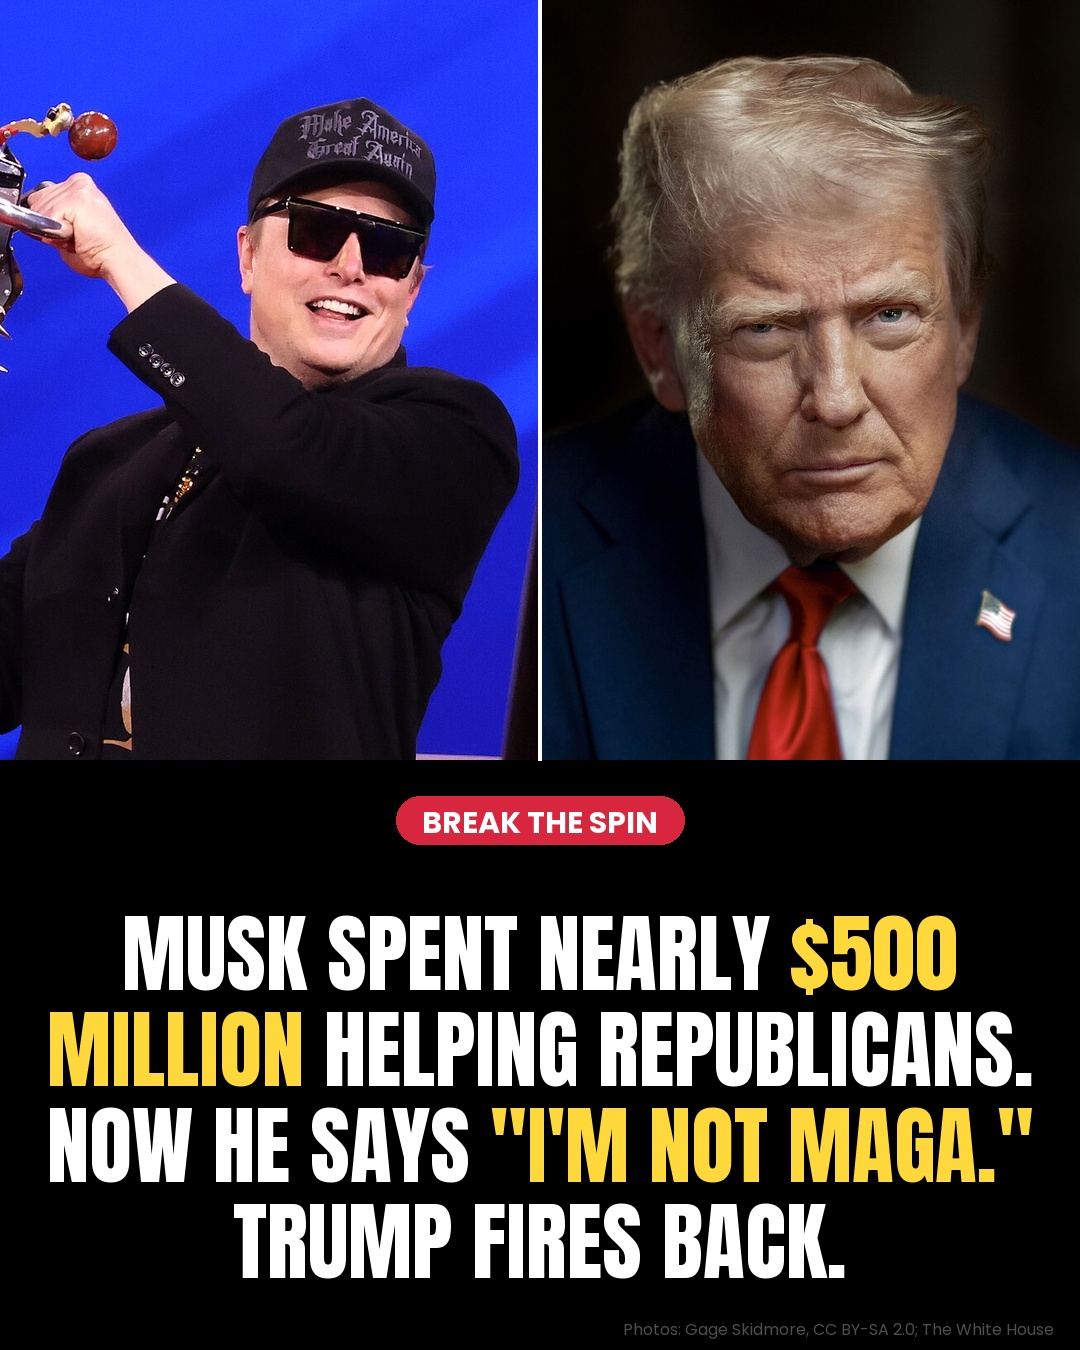 Make America
Great Again
BREAK THE SPIN
MUSK SPENT NEARLY $500
MILLION HELPING REPUBLICANS.
NOW HE SAYS "I'M NOT MAGA."
TRUMP FIRES BACK.
Photos: Gage Skidmore, CC BY-SA 2.0; The White House